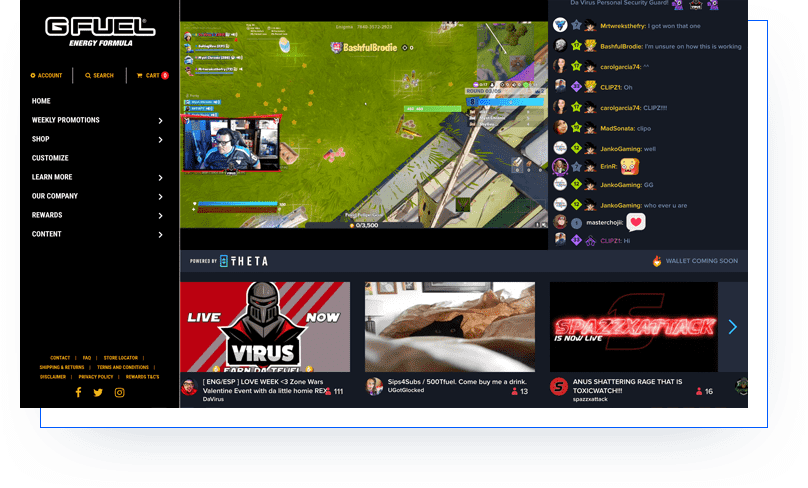 G FUEL
ENERGY FORMULA
ACCOUNT
SEARCH
CART 0
HOME
WEEKLY PROMOTIONS
SHOP
CUSTOMIZE
LEARN MORE
OUR COMPANY
REWARDS
CONTENT
CONTACT | FAQ | STORE LOCATOR |
SHIPPING & RETURNS | TERMS AND CONDITIONS |
DISCLAIMER | PRIVACY POLICY | REWARDS T&C'S
BashfulBrodie
0/3,500
Da Virus Personal Security Guard!
Mrtwreksthefry: I got won that one
BashfulBrodie: I'm unsure on how this is working
carolgarcia74: ^^
CLIPZ1: Oh
carolgarcia74: CLIPZ!!!!
MadSonata: clipo
JankoGaming: well
ErinR:
JankoGaming: GG
JankoGaming: who ever u are
masterchojii:
CLIPZ1: Hi
POWERED BY THETA
WALLET COMING SOON
LIVE NOW
VIRUS
EARN DA TFUEL
[ ENG/ESP ] LOVE WEEK <3 Zone Wars
Valentine Event with da little homie REX
111
DaVirus
Sips4Subs / 500Tfuel. Come buy me a drink.
UGotGlocked
13
SPAZZXATTACK
IS NOW LIVE
ANUS SHATTERING RAGE THAT IS
TOXICWATCH!!!
spazzxattack
16